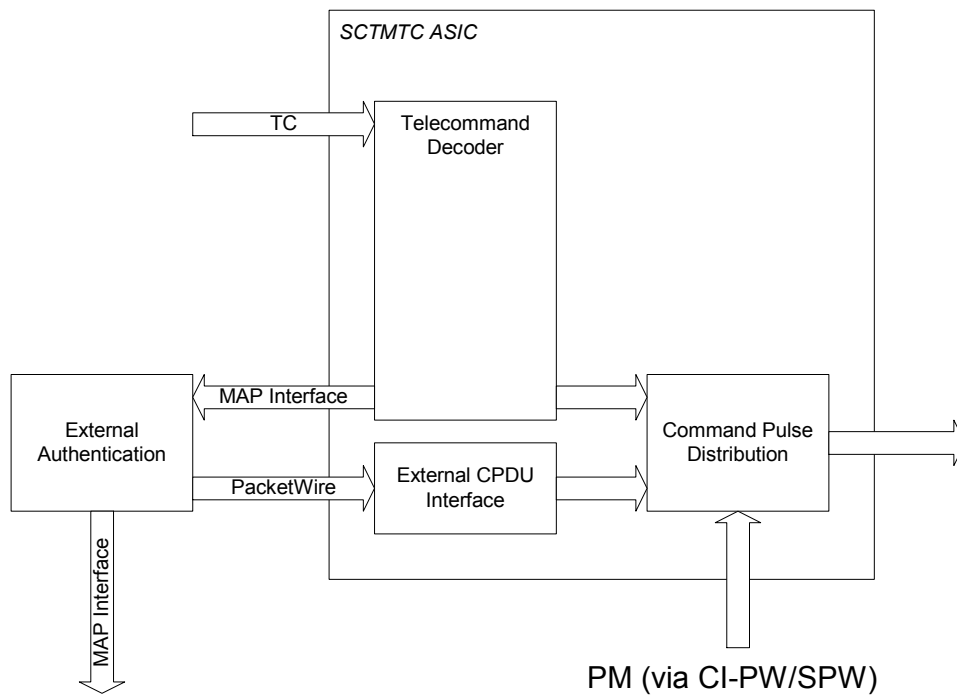 SCTMTC ASIC
TC
Telecommand
Decoder
MAP Interface
External
Authentication
Command Pulse
Distribution
PacketWire
External CPDU
Interface
MAP Interface
PM (via CI-PW/SPW)